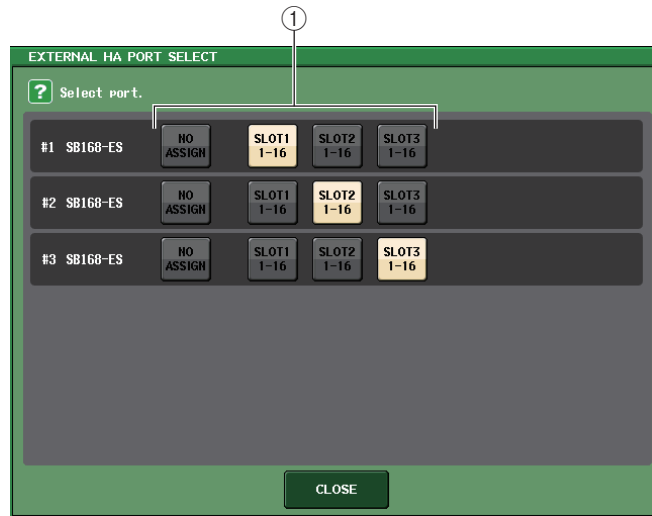 ①
EXTERNAL HA PORT SELECT
? Select port.
#1 SB168-ES NO ASSIGN SLOT1 1-16 SLOT2 1-16 SLOT3 1-16
#2 SB168-ES NO ASSIGN SLOT1 1-16 SLOT2 1-16 SLOT3 1-16
#3 SB168-ES NO ASSIGN SLOT1 1-16 SLOT2 1-16 SLOT3 1-16
CLOSE